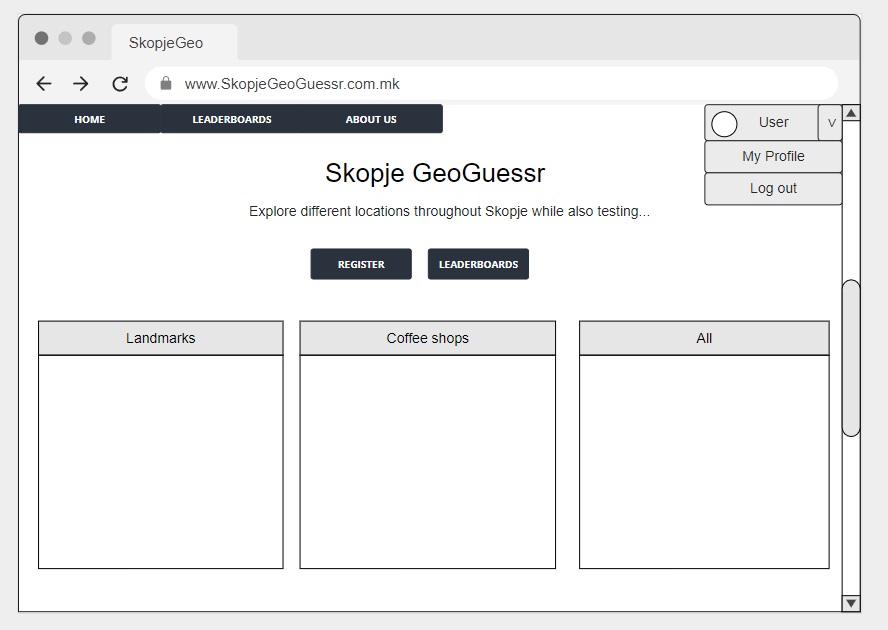 SkopjeGeo
www.SkopjeGeoGuessr.com.mk
HOME LEADERBOARDS ABOUT US
User V
My Profile
Log out
Skopje GeoGuessr
Explore different locations throughout Skopje while also testing...
REGISTER LEADERBOARDS
Landmarks Coffee shops All